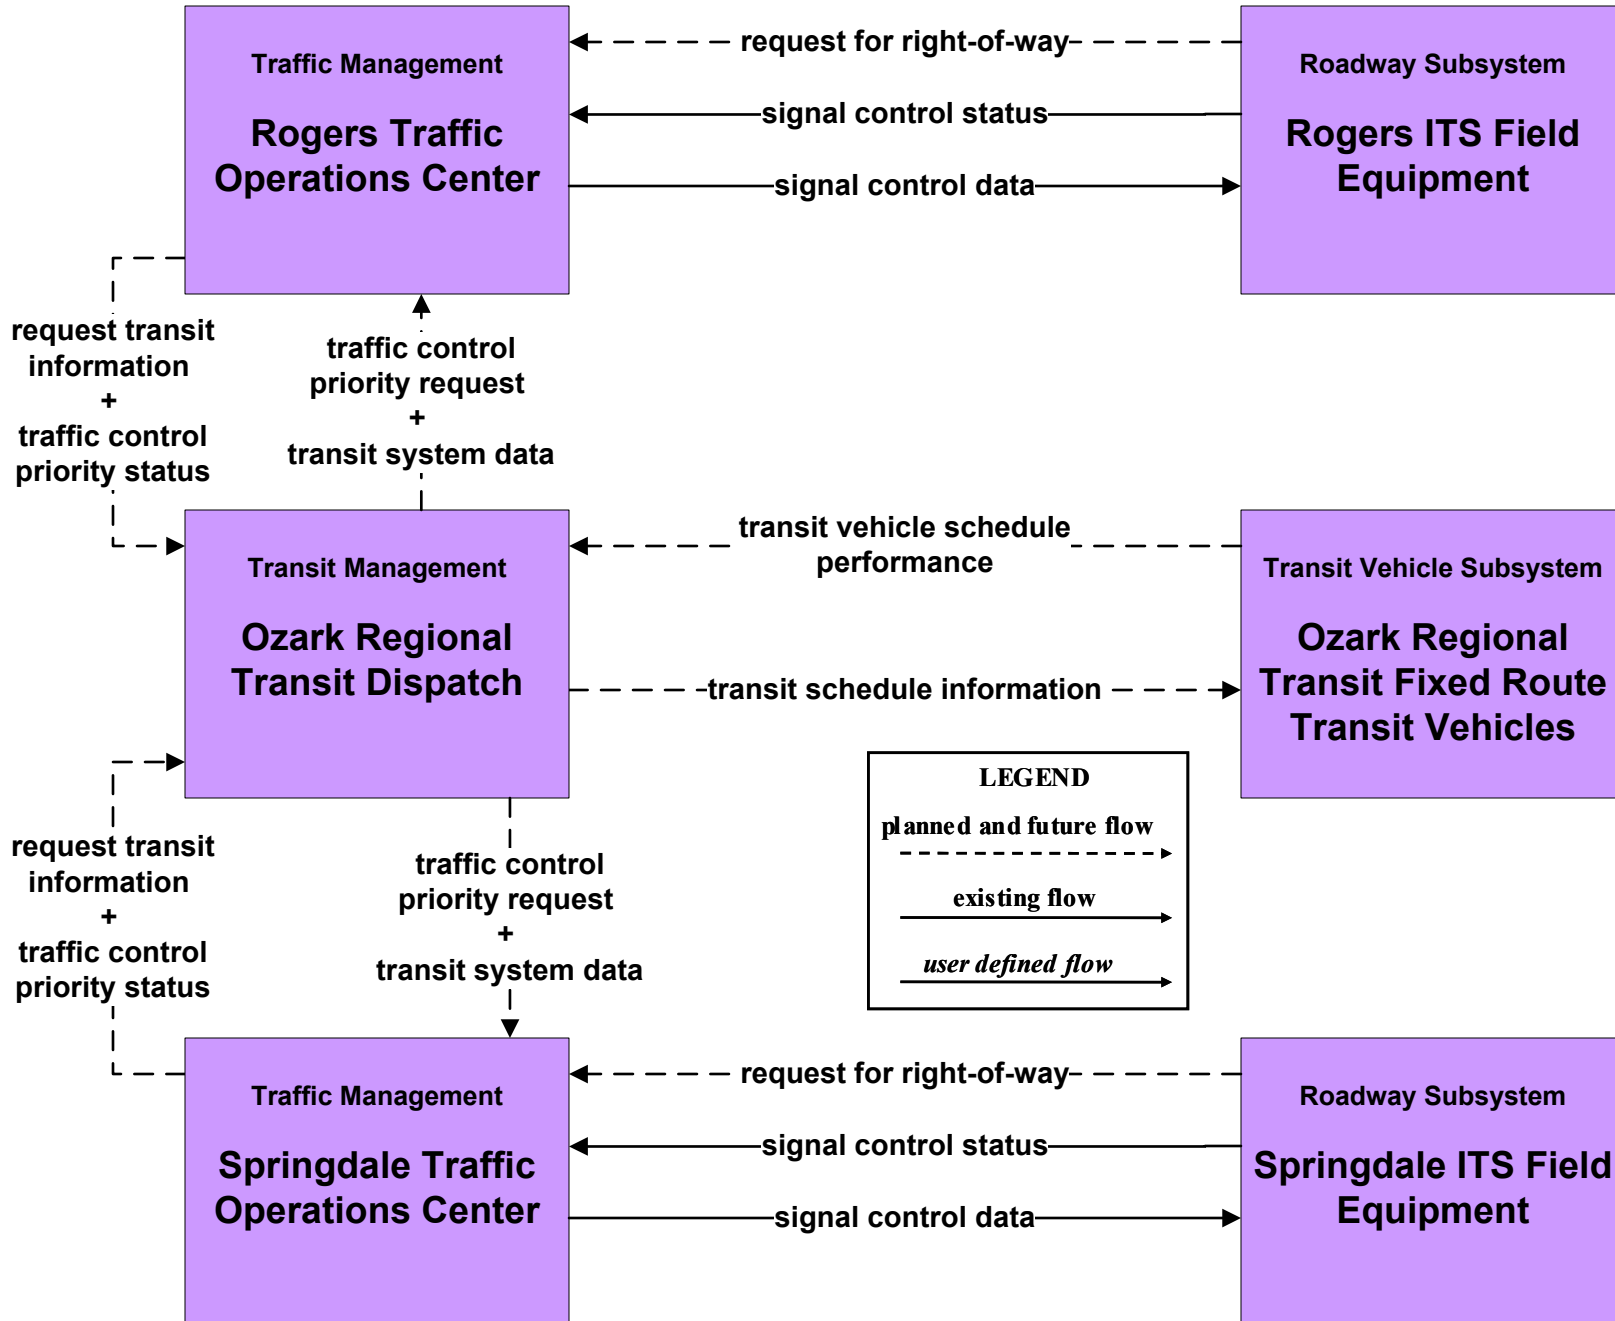 Traffic Management
Rogers Traffic
Operations Center
request for right-of-way
signal control status
signal control data
Roadway Subsystem
Rogers ITS Field
Equipment
request transit
information
+
traffic control
priority status
traffic control
priority request
+
transit system data
Transit Management
Ozark Regional
Transit Dispatch
transit vehicle schedule
performance
transit schedule information
Transit Vehicle Subsystem
Ozark Regional
Transit Fixed Route
Transit Vehicles
LEGEND
planned and future flow
existing flow
user defined flow
request transit
information
+
traffic control
priority status
traffic control
priority request
+
transit system data
Traffic Management
Springdale Traffic
Operations Center
request for right-of-way
signal control status
signal control data
Roadway Subsystem
Springdale ITS Field
Equipment